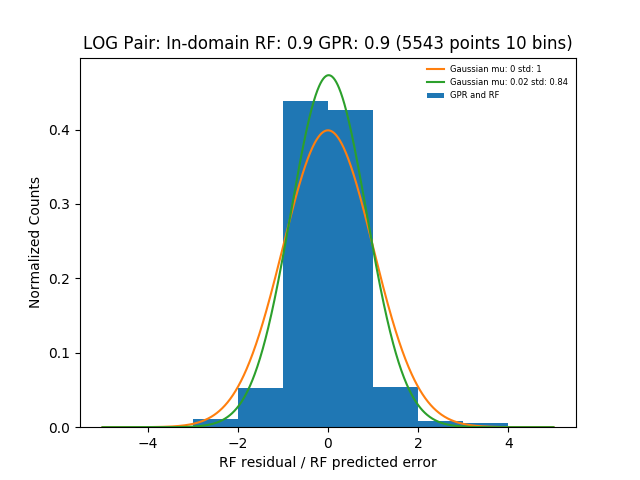 LOG Pair: In-domain RF: 0.9 GPR: 0.9 (5543 points 10 bins)
Gaussian mu: 0 std: 1
Gaussian mu: 0.02 std: 0.84
GPR and RF
Normalized Counts
0.4
0.3
0.2
0.1
0.0
−4
−2
0
2
4
RF residual / RF predicted error